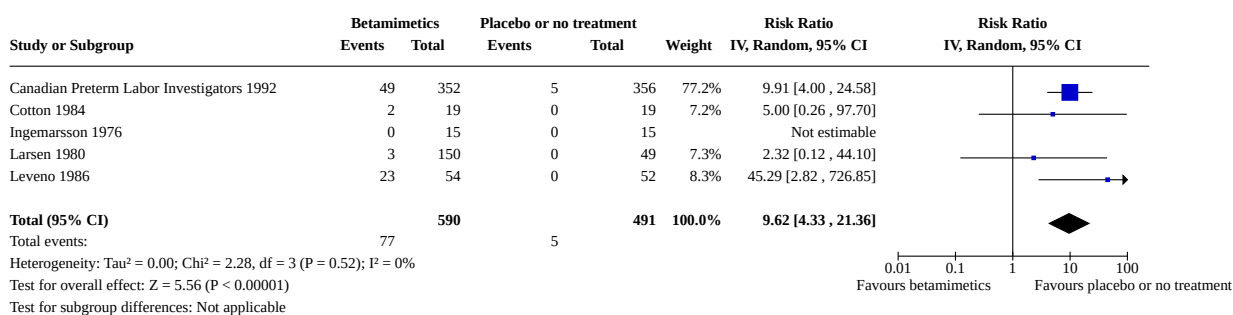 Betamimetics Placebo or no treatment Risk Ratio Risk Ratio
Study or Subgroup Events Total Events Total Weight IV, Random, 95% CI IV, Random, 95% CI
Canadian Preterm Labor Investigators 1992 49 352 5 356 77.2% 9.91 [4.00 , 24.58]
Cotton 1984 2 19 0 19 7.2% 5.00 [0.26 , 97.70]
Ingemarsson 1976 0 15 0 15 Not estimable
Larsen 1980 3 150 0 49 7.3% 2.32 [0.12 , 44.10]
Leveno 1986 23 54 0 52 8.3% 45.29 [2.82 , 726.85]
Total (95% CI) 590 491 100.0% 9.62 [4.33 , 21.36]
Total events: 77 5
Heterogeneity: Tau² = 0.00; Chi² = 2.28, df = 3 (P = 0.52); I² = 0%
0.01 0.1 1 10 100
Test for overall effect: Z = 5.56 (P < 0.00001)
Favours betamimetics Favours placebo or no treatment
Test for subgroup differences: Not applicable